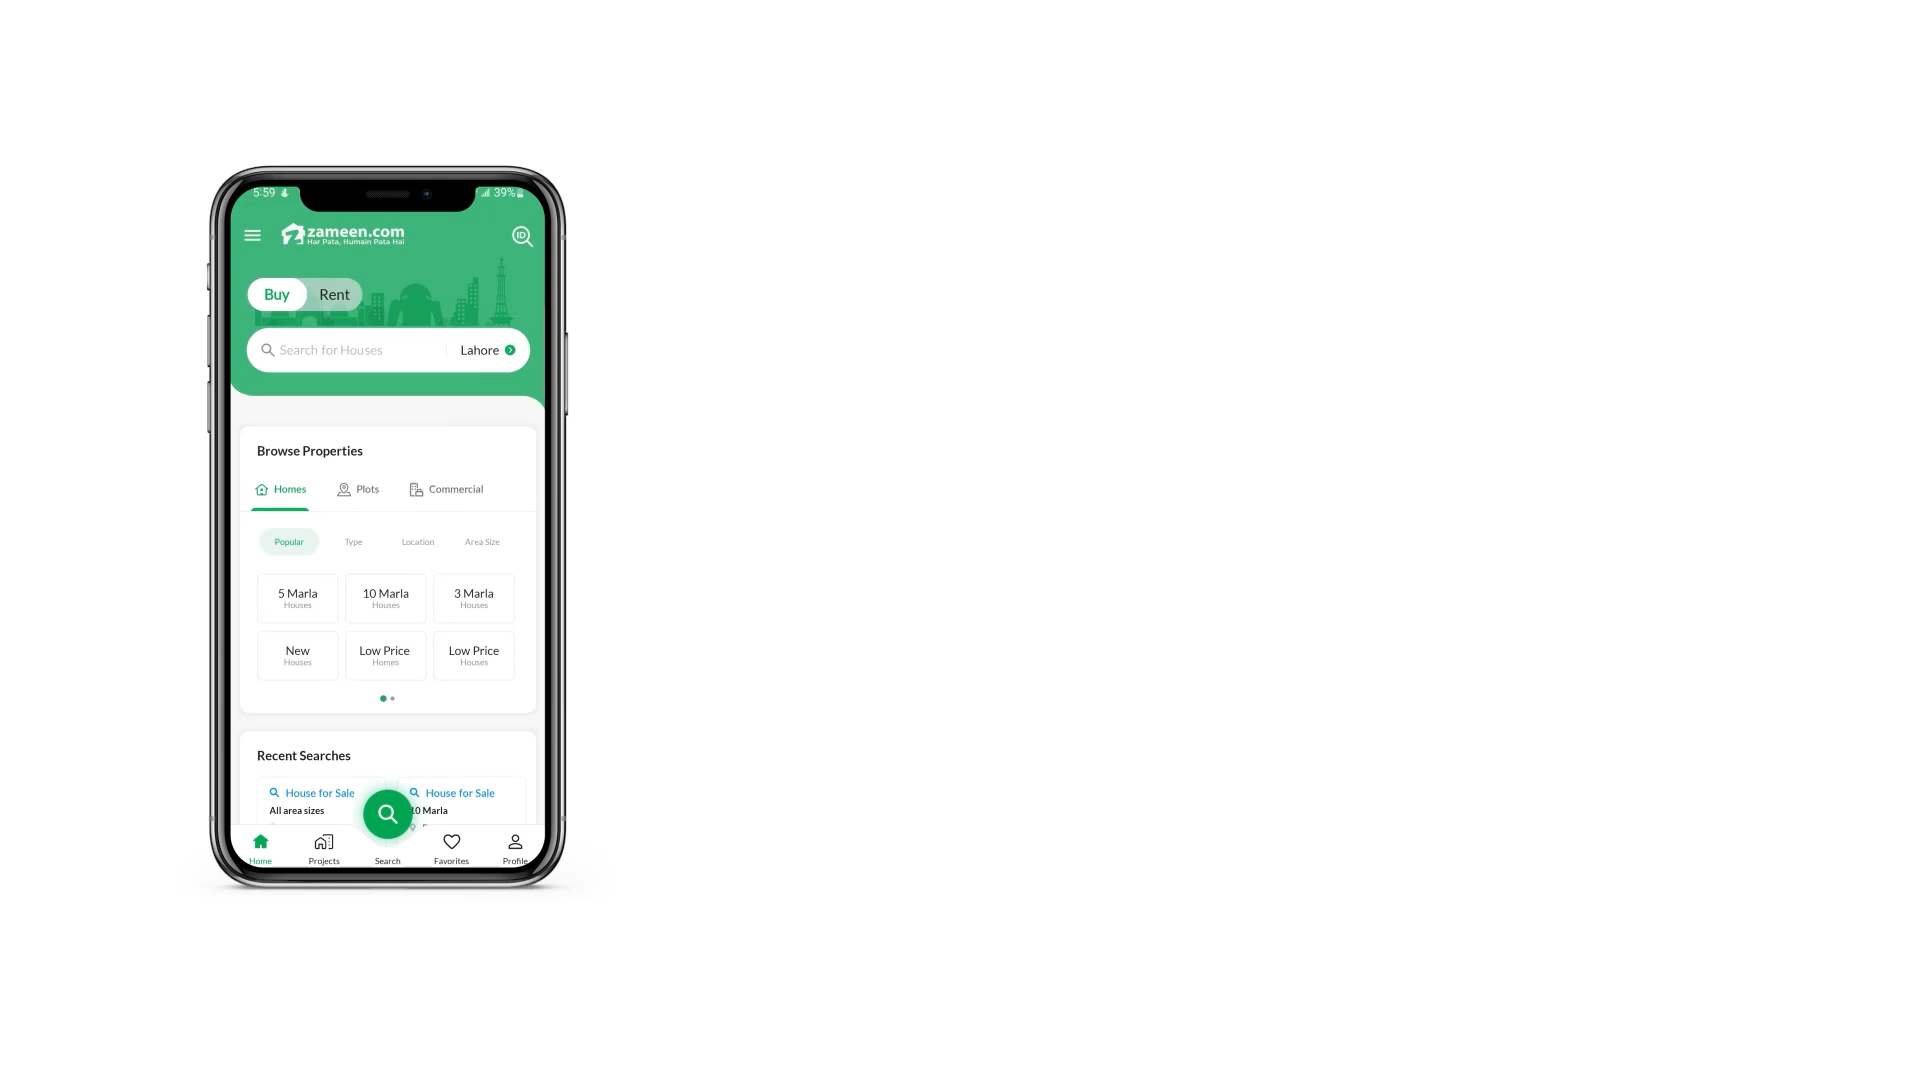 5:59
39%
zameen.com
Har Pata, Humain Pata Hai
ID
Buy
Rent
Search for Houses
Lahore
Browse Properties
Homes
Plots
Commercial
Popular
Type
Location
Area Size
5 Marla
Houses
10 Marla
Houses
3 Marla
Houses
New
Houses
Low Price
Homes
Low Price
Houses
Recent Searches
House for Sale
All area sizes
House for Sale
10 Marla
Home
Projects
Search
Favorites
Profile